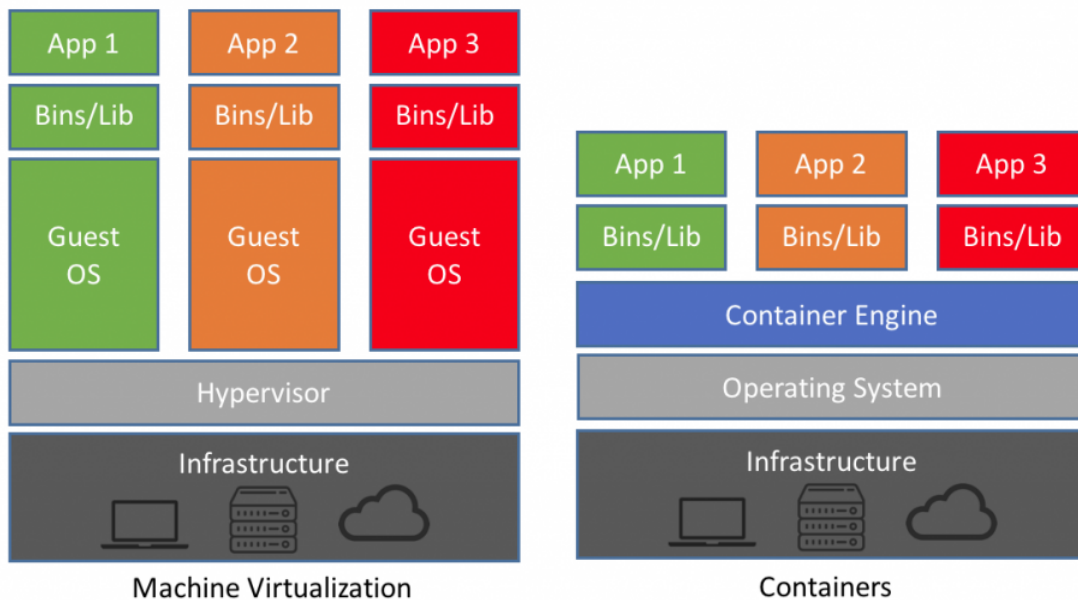 App 1
App 2
App 3
Bins/Lib
Bins/Lib
Bins/Lib
Guest
OS
Guest
OS
Guest
OS
Hypervisor
Infrastructure
Machine Virtualization
App 1
App 2
App 3
Bins/Lib
Bins/Lib
Bins/Lib
Container Engine
Operating System
Infrastructure
Containers